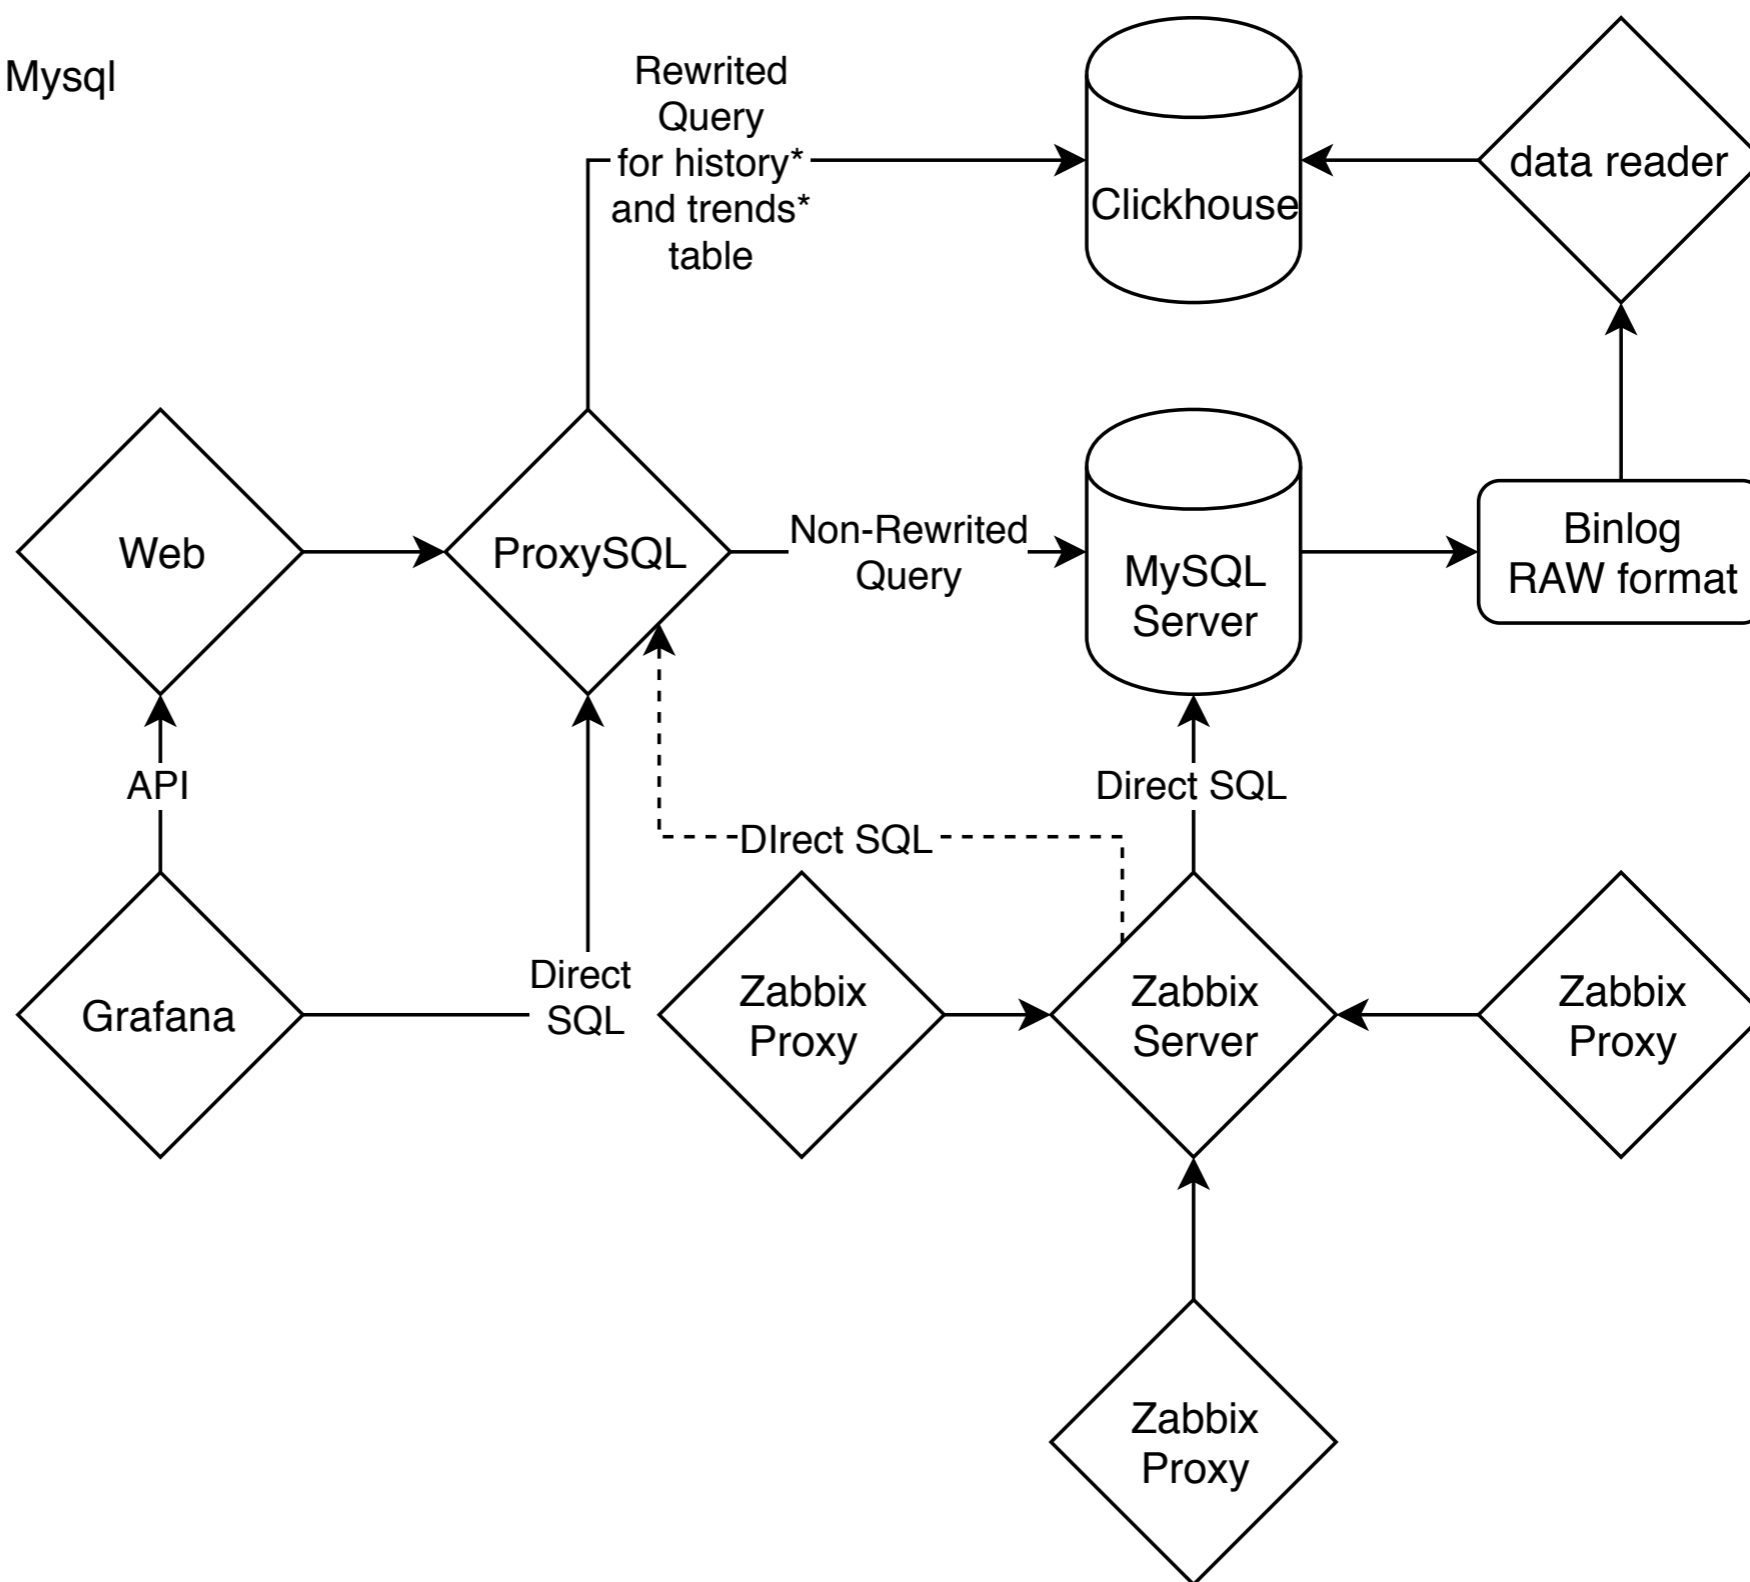 Mysql
Rewrited
Query
for history*
and trends*
table
Clickhouse
data reader
Web
ProxySQL
Non-Rewrited
Query
MySQL
Server
Binlog
RAW format
API
Direct SQL
DIrect SQL
Grafana
Direct
SQL
Zabbix
Proxy
Zabbix
Server
Zabbix
Proxy
Zabbix
Proxy